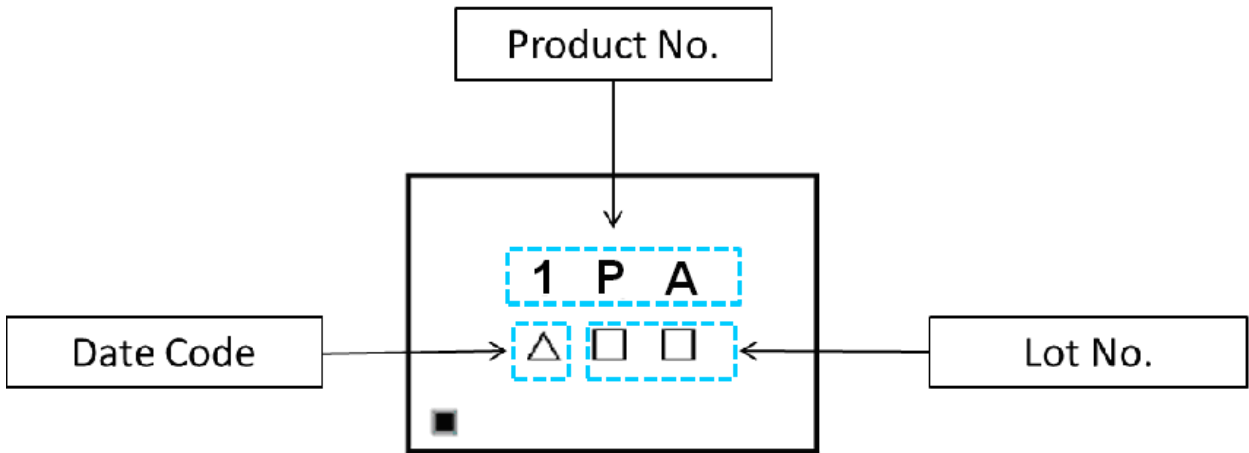 Product No.
1 P A
Date Code
△ □ □
Lot No.